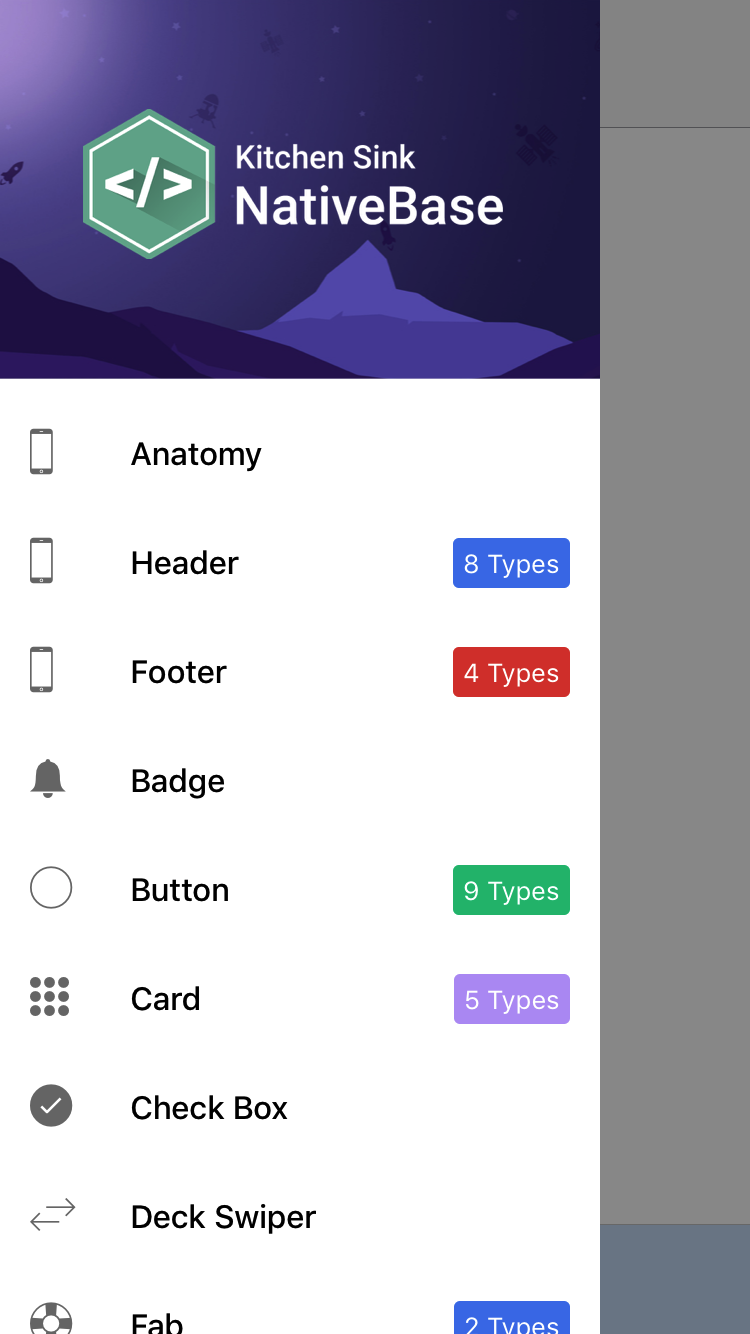 Kitchen Sink
NativeBase
Anatomy
Header 8 Types
Footer 4 Types
Badge
Button 9 Types
Card 5 Types
Check Box
Deck Swiper
Fab 2 Types